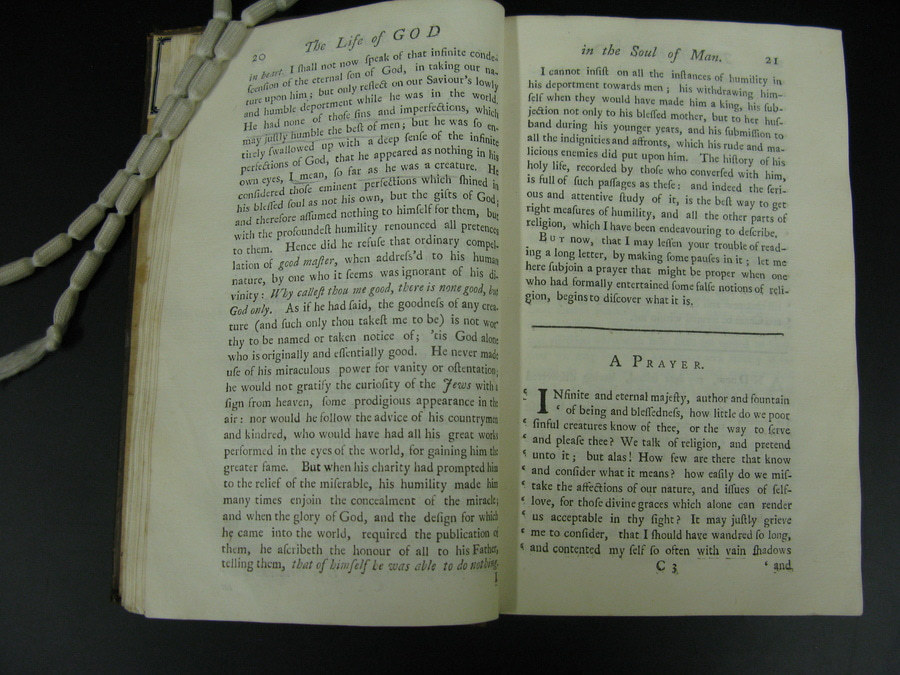 20 The Life of GOD
in heart. I ſhall not now ſpeak of that infinite conde-
ſcenſion of the eternal ſon of God, in taking our na-
ture upon him; but only reflect on our Saviour's lowly
and humble deportment while he was in the world.
He had none of thoſe ſins and imperfections, which
may juſtly humble the beſt of men; but he was ſo en-
tirely ſwallowed up with a deep ſenſe of the infinite
perfections of God, that he appeared as nothing in his
own eyes, I mean, ſo far as he was a creature. He
conſidered thoſe eminent perfections which ſhined in
his bleſſed ſoul as not his own, but the gifts of God;
and therefore aſſumed nothing to himſelf for them, but
with the profoundeſt humility renounced all pretences
to them. Hence did he refuſe that ordinary compel-
lation of good maſter, when addreſs'd to his human
nature, by one who it ſeems was ignorant of his di-
vinity: Why calleſt thou me good, there is none good, but
God only. As if he had ſaid, the goodneſs of any crea-
ture (and ſuch only thou takeſt me to be) is not wor
thy to be named or taken notice of; 'tis God alone
who is originally and eſſentially good. He never made
uſe of his miraculous power for vanity or oſtentation;
he would not gratify the curioſity of the Jews with a
ſign from heaven, ſome prodigious appearance in the
air: nor would he follow the advice of his countrymen
and kindred, who would have had all his great works
performed in the eyes of the world, for gaining him the
greater fame. But when his charity had prompted him
to the relief of the miſerable, his humility made him
many times enjoin the concealment of the miracle;
and when the glory of God, and the deſign for which
he came into the world, required the publication of
them, he aſcribeth the honour of all to his Father,
telling them, that of himſelf he was able to do nothing.
I
in the Soul of Man. 21
I cannot inſiſt on all the inſtances of humility in
his deportment towards men; his withdrawing him-
ſelf when they would have made him a king, his ſub-
jection not only to his bleſſed mother, but to her huſ-
band during his younger years, and his ſubmiſſion to
all the indignities and affronts, which his rude and ma-
licious enemies did put upon him. The hiſtory of his
holy life, recorded by thoſe who converſed with him,
is full of ſuch paſſages as theſe: and indeed the ſeri-
ous and attentive ſtudy of it, is the beſt way to get
right meaſures of humility, and all the other parts of
religion, which I have been endeavouring to deſcribe.
BUT now, that I may leſſen your trouble of read-
ing a long letter, by making ſome pauſes in it; let me
here ſubjoin a prayer that might be proper when one
who had formally entertained ſome falſe notions of reli-
gion, begins to diſcover what it is.
A PRAYER.
‘ INfinite and eternal majeſty, author and fountain
‘ of being and bleſſedneſs, how little do we poor
‘ ſinful creatures know of thee, or the way to ſerve
‘ and pleaſe thee? We talk of religion, and pretend
‘ unto it; but alas! How few are there that know
‘ and conſider what it means? how eaſily do we miſ-
‘ take the affections of our nature, and iſſues of ſelf-
‘ love, for thoſe divine graces which alone can render
‘ us acceptable in thy ſight? It may juſtly grieve
‘ me to conſider, that I ſhould have wandred ſo long,
‘ and contented my ſelf ſo often with vain ſhadows
C 3 ‘ and